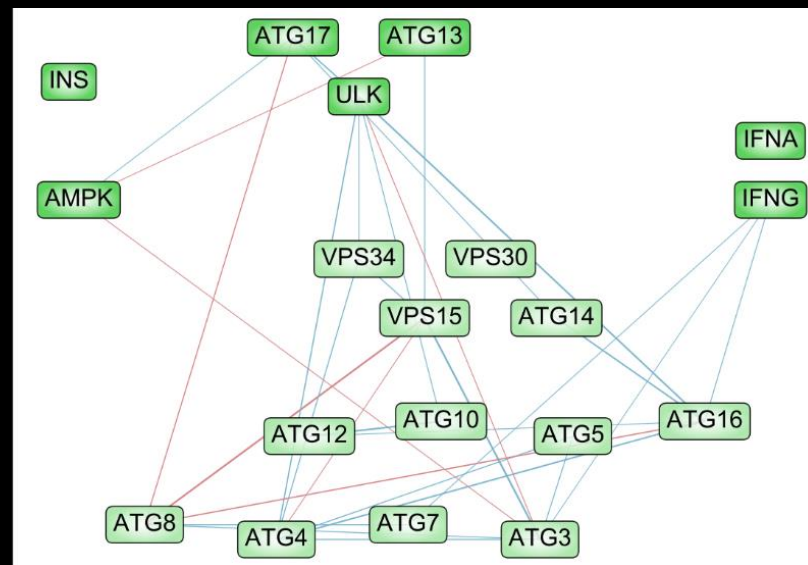 ATG17
ATG13
INS
ULK
IFNA
AMPK
IFNG
VPS34
VPS30
VPS15
ATG14
ATG12
ATG10
ATG5
ATG16
ATG8
ATG4
ATG7
ATG3